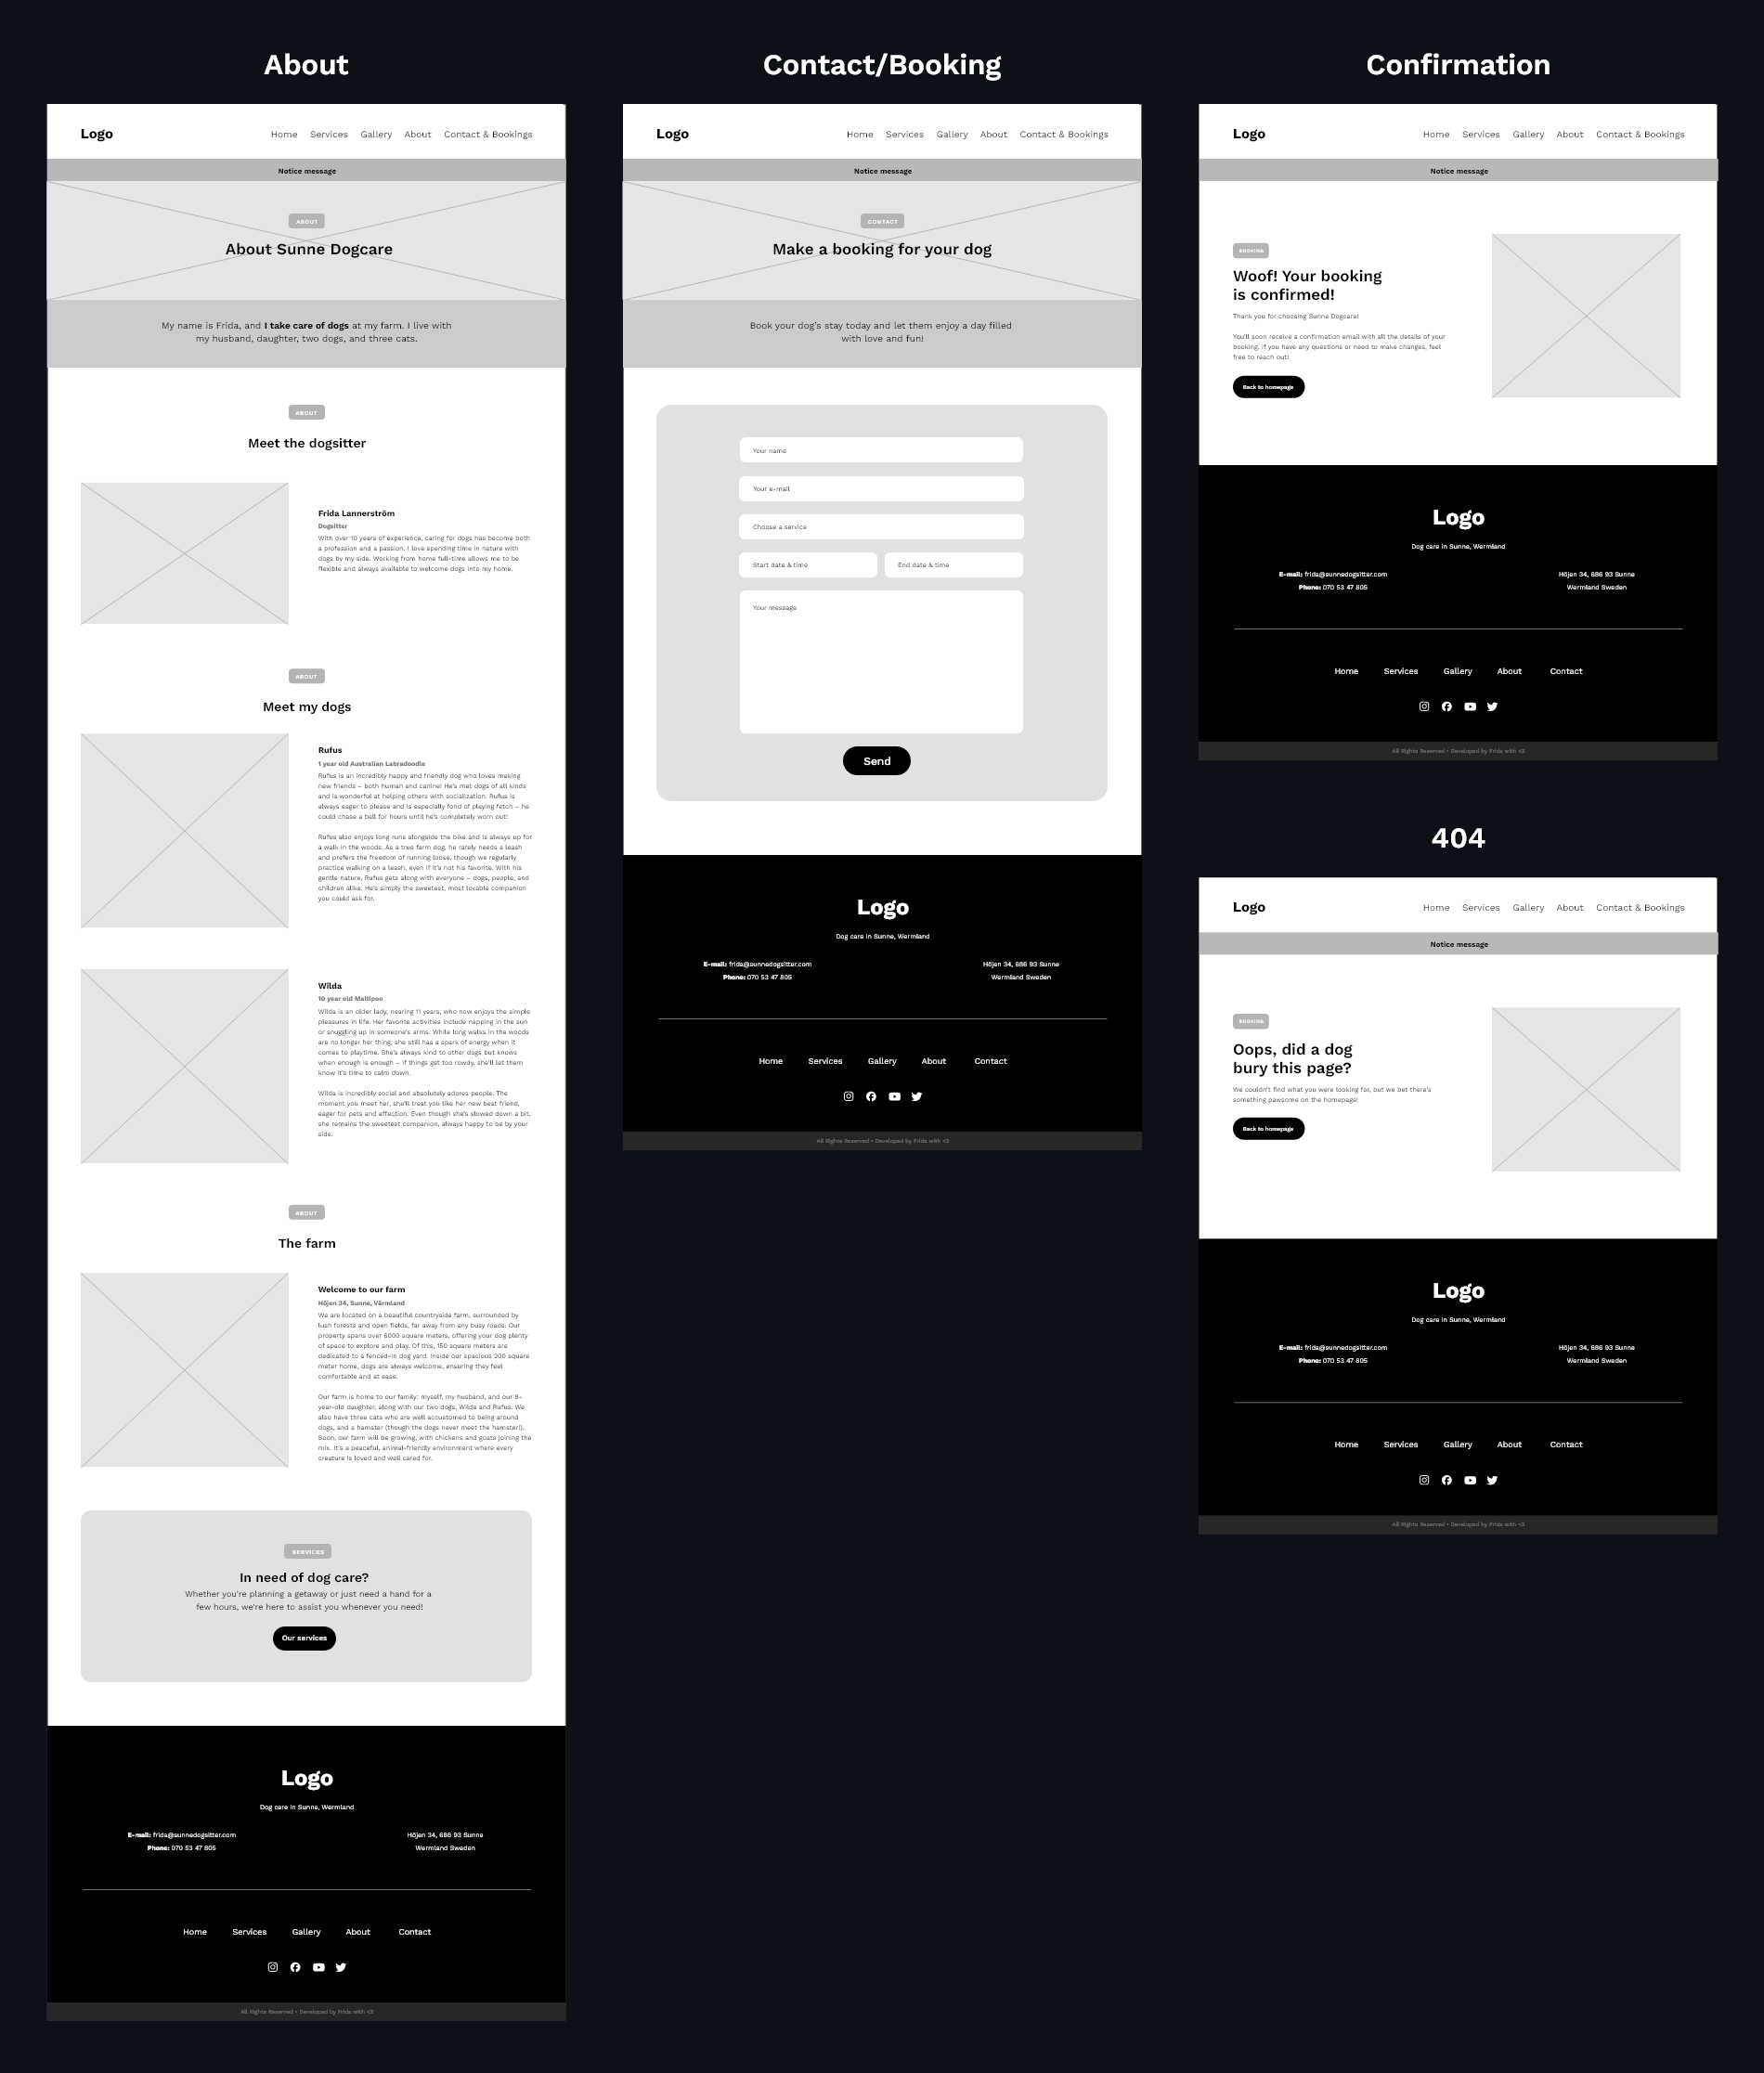 About
Logo
Home Services Gallery About Contact & Bookings
Notice message
ABOUT
About Sunne Dogcare
My name is Frida, and I take care of dogs at my farm. I live with
my husband, daughter, two dogs, and three cats.
ABOUT
Meet the dogsitter
Frida Lannerström
Dogsitter
With over 10 years of experience, caring for dogs has become both
a profession and a passion. I love spending time in nature with
dogs by my side. Working from home full-time allows me to be
flexible and always available to welcome dogs into my home.
ABOUT
Meet my dogs
Rufus
1 year old Australian Labradoodle
Rufus is an incredibly happy and friendly dog who loves making
new friends – both human and canine! He's met dogs of all kinds
and is wonderful at helping others with socialization. Rufus is
always eager to please and is especially fond of playing fetch – he
could chase a ball for hours until he's completely worn out!
Rufus also enjoys long runs alongside the bike and is always up for
a walk in the woods. As a true farm dog, he rarely needs a leash
and prefers the freedom of running loose, though we regularly
practice walking on a leash, even if it's not his favorite. With his
gentle nature, Rufus gets along with everyone – dogs, people, and
children alike. He's simply the sweetest, most lovable companion
you could ask for.
Wilda
10 year old Maltipoo
Wilda is an older lady, nearing 11 years, who now enjoys the simple
pleasures in life. Her favorite activities include napping in the sun
or snuggling up in someone's arms. While long walks in the woods
are no longer her thing, she still has a spark of energy when it
comes to playtime. She's always kind to other dogs but knows
when enough is enough – if things get too rowdy, she'll let them
know it's time to calm down.
Wilda is incredibly social and absolutely adores people. The
moment you meet her, she'll treat you like her new best friend,
eager for pets and affection. Even though she's slowed down a bit,
she remains the sweetest companion, always happy to be by your
side.
ABOUT
The farm
Welcome to our farm
Höjen 34, Sunne, Värmland
We are located on a beautiful countryside farm, surrounded by
lush forests and open fields, far away from any busy roads. Our
property spans over 6000 square meters, offering your dog plenty
of space to explore and play. Of this, 150 square meters are
dedicated to a fenced-in dog yard. Inside our spacious 200 square
meter home, dogs are always welcome, ensuring they feel
comfortable and at ease.
Our farm is home to our family: myself, my husband, and our 8-
year-old daughter, along with our two dogs, Wilda and Rufus. We
also have three cats who are well accustomed to being around
dogs, and a hamster (though the dogs never meet the hamster!).
Soon, our farm will be growing, with chickens and goats joining the
mix. It's a peaceful, animal-friendly environment where every
creature is loved and well cared for.
SERVICES
In need of dog care?
Whether you're planning a getaway or just need a hand for a
few hours, we're here to assist you whenever you need!
Our services
Logo
Dog care in Sunne, Wermland
E-mail: frida@sunnedogsitter.com
Phone: 070 53 47 805
Höjen 34, 686 93 Sunne
Wermland Sweden
Home Services Gallery About Contact
All Rights Reserved • Developed by Frida with <3
Contact/Booking
Logo
Home Services Gallery About Contact & Bookings
Notice message
CONTACT
Make a booking for your dog
Book your dog's stay today and let them enjoy a day filled
with love and fun!
Your name
Your e-mail
Choose a service
Start date & time
End date & time
Your message
Send
Logo
Dog care in Sunne, Wermland
E-mail: frida@sunnedogsitter.com
Phone: 070 53 47 805
Höjen 34, 686 93 Sunne
Wermland Sweden
Home Services Gallery About Contact
All Rights Reserved • Developed by Frida with <3
Confirmation
Logo
Home Services Gallery About Contact & Bookings
Notice message
BOOKING
Woof! Your booking
is confirmed!
Thank you for choosing Sunne Dogcare!
You'll soon receive a confirmation email with all the details of your
booking. If you have any questions or need to make changes, feel
free to reach out!
Back to homepage
Logo
Dog care in Sunne, Wermland
E-mail: frida@sunnedogsitter.com
Phone: 070 53 47 805
Höjen 34, 686 93 Sunne
Wermland Sweden
Home Services Gallery About Contact
All Rights Reserved • Developed by Frida with <3
404
Logo
Home Services Gallery About Contact & Bookings
Notice message
BOOKING
Oops, did a dog
bury this page?
We couldn't find what you were looking for, but we bet there's
something pawsome on the homepage!
Back to homepage
Logo
Dog care in Sunne, Wermland
E-mail: frida@sunnedogsitter.com
Phone: 070 53 47 805
Höjen 34, 686 93 Sunne
Wermland Sweden
Home Services Gallery About Contact
All Rights Reserved • Developed by Frida with <3